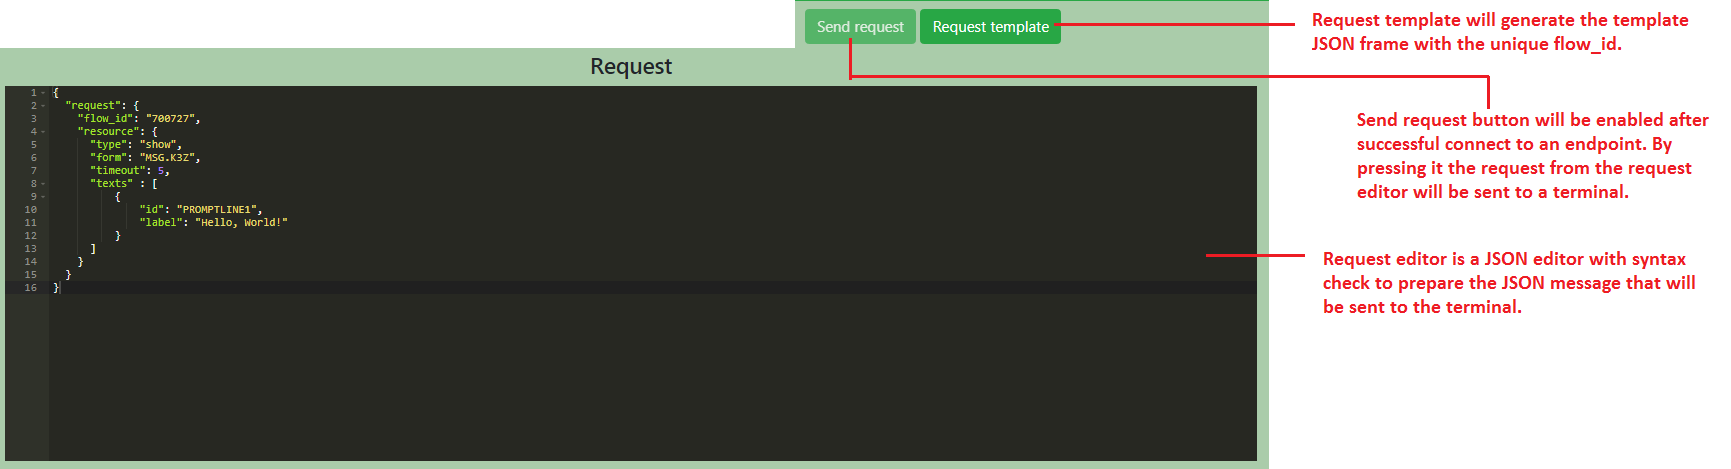 Send request
Request template
Request template will generate the template
JSON frame with the unique flow_id.
Request
1 {
2 "request": {
3 "flow_id": "700727",
4 "resource": {
5 "type": "show",
6 "form": "MSG.K3Z",
7 "timeout": 5,
8 "texts" : [
9 {
10 "id": "PROMPTLINE1",
11 "label": "Hello, World!"
12 }
13 ]
14 }
15 }
16 }
Send request button will be enabled after
successful connect to an endpoint. By
pressing it the request from the request
editor will be sent to a terminal.
Request editor is a JSON editor with syntax
check to prepare the JSON message that will
be sent to the terminal.